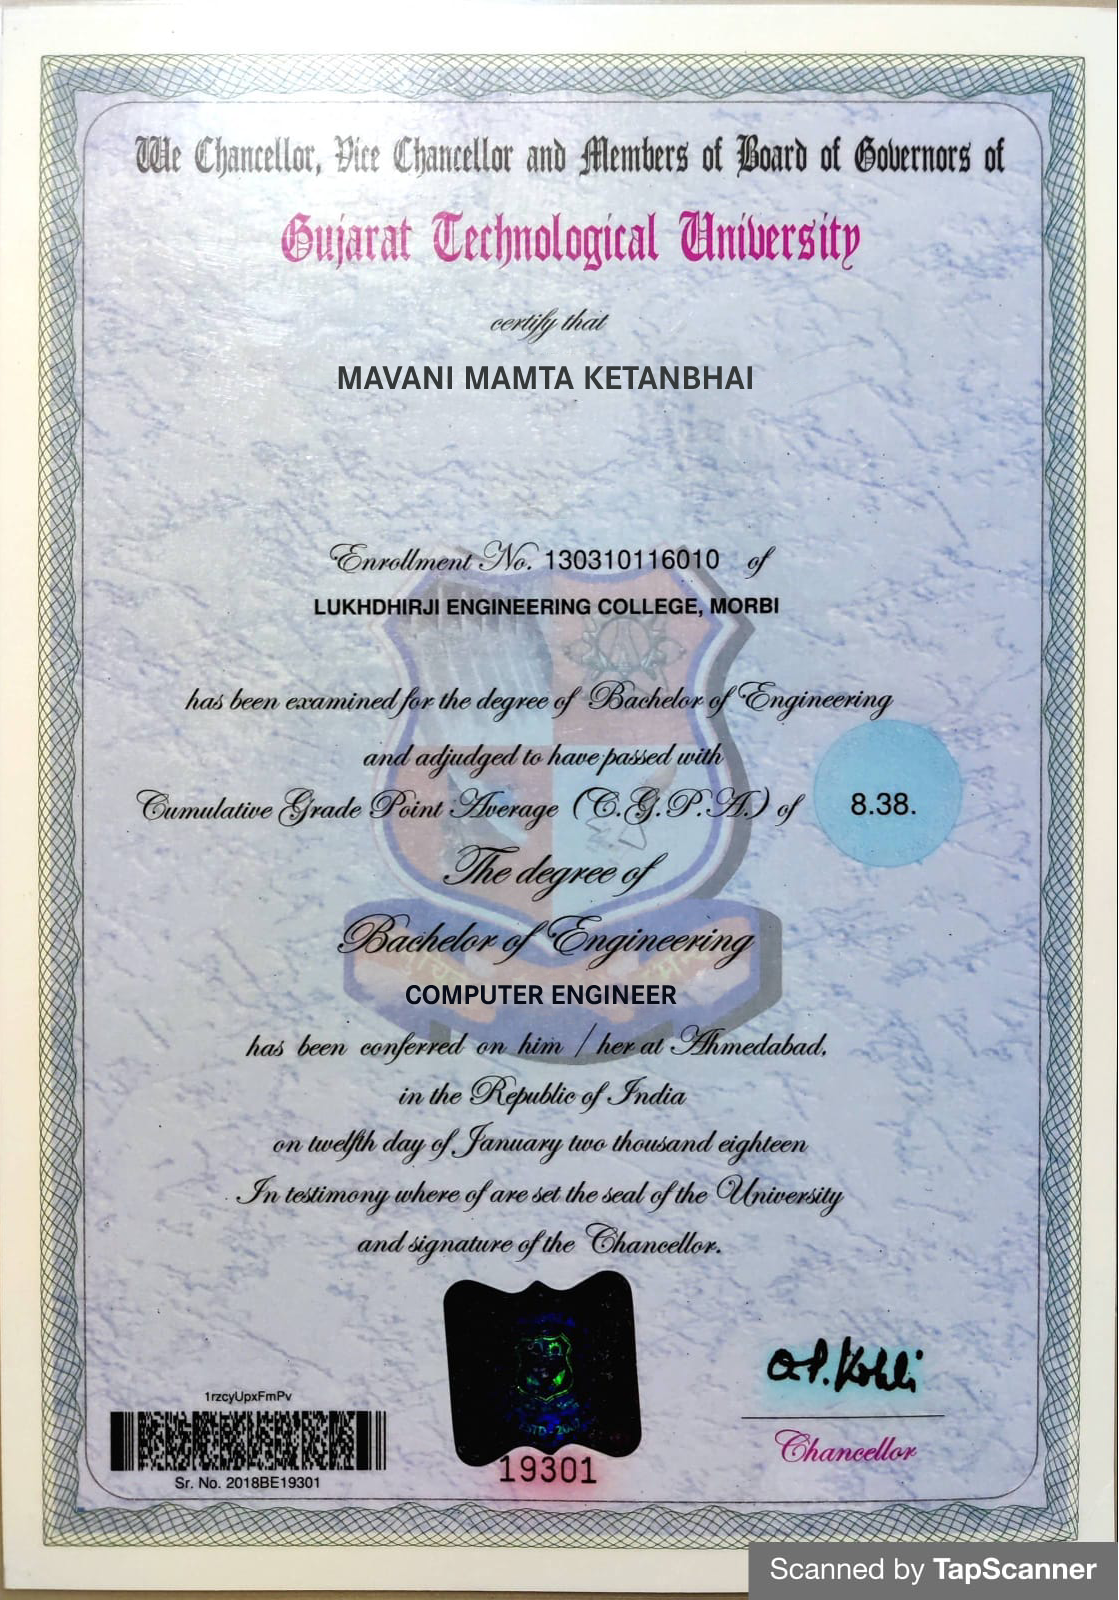 We Chancellor, Vice Chancellor and Members of Board of Governors of
Gujarat Technological University
certify that
MAVANI MAMTA KETANBHAI
Enrollment No. 130310116010 of
LUKHDHIRJI ENGINEERING COLLEGE, MORBI
has been examined for the degree of Bachelor of Engineering
and adjudged to have passed with
Cumulative Grade Point Average (C.G.P.A.) of 8.38.
The degree of
Bachelor of Engineering
COMPUTER ENGINEER
has been conferred on him / her at Ahmedabad,
in the Republic of India
on twelfth day of January two thousand eighteen
In testimony where of are set the seal of the University
and signature of the Chancellor.
O.P. Kohli
1rzcyUpxFmPv
Chancellor
19301
Sr. No. 2018BE19301
Scanned by TapScanner